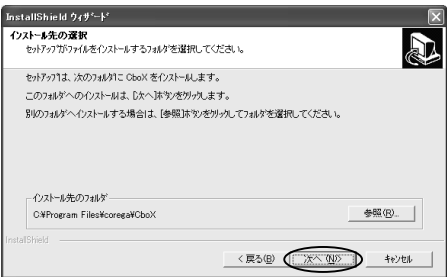 InstallShield ｳｨｻﾞｰﾄﾞ
ｲﾝｽﾄｰﾙ先の選択
ｾｯﾄｱｯﾌﾟがﾌｧｲﾙをｲﾝｽﾄｰﾙするﾌｫﾙﾀﾞを選択してください。
ｾｯﾄｱｯﾌﾟは、次のﾌｫﾙﾀﾞに CboX をｲﾝｽﾄｰﾙします。
このﾌｫﾙﾀﾞへのｲﾝｽﾄｰﾙは、[次へ]ﾎﾞﾀﾝをｸﾘｯｸします。
別のﾌｫﾙﾀﾞへｲﾝｽﾄｰﾙする場合は、[参照]ﾎﾞﾀﾝをｸﾘｯｸしてﾌｫﾙﾀﾞを選択してください。
ｲﾝｽﾄｰﾙ先のﾌｫﾙﾀﾞ
C:¥Program Files¥corega¥CboX
参照(R)...
InstallShield
< 戻る(B)
次へ (N)>
ｷｬﾝｾﾙ